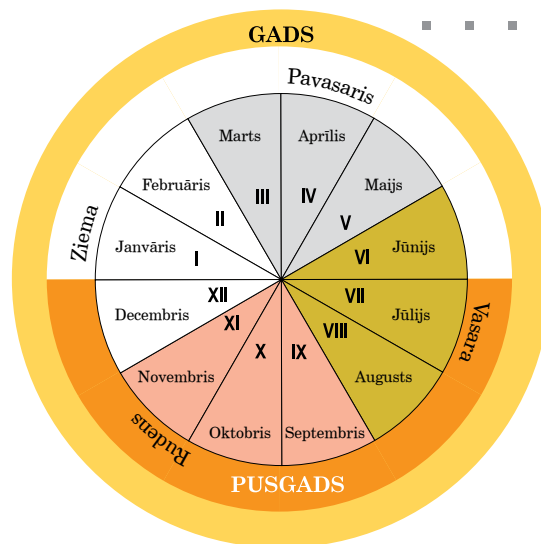 GADS
Pavasaris
Marts
Aprīlis
Februāris
Maijs
III
IV
II
V
Ziema
Janvāris
I
VI
Jūnijs
Decembris
XII
VII
Jūlijs
Vasara
XI
VIII
X
IX
Novembris
Augusts
Rudens
Oktobris
Septembris
PUSGADS